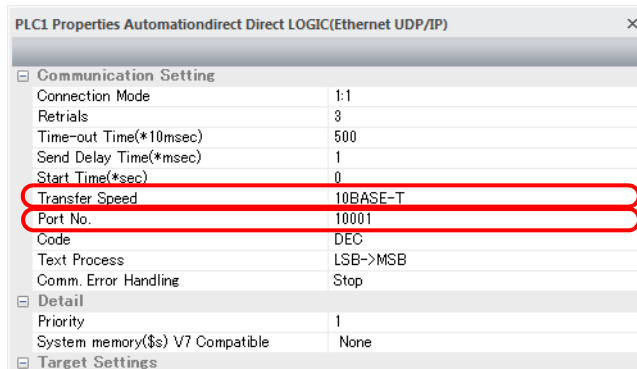 PLC1 Properties Automationdirect Direct LOGIC(Ethernet UDP/IP)
Communication Setting
Connection Mode 1:1
Retrials 3
Time-out Time(*10msec) 500
Send Delay Time(*msec) 1
Start Time(*sec) 0
Transfer Speed 10BASE-T
Port No. 10001
Code DEC
Text Process LSB->MSB
Comm. Error Handling Stop
Detail
Priority 1
System memory($s) V7 Compatible None
Target Settings